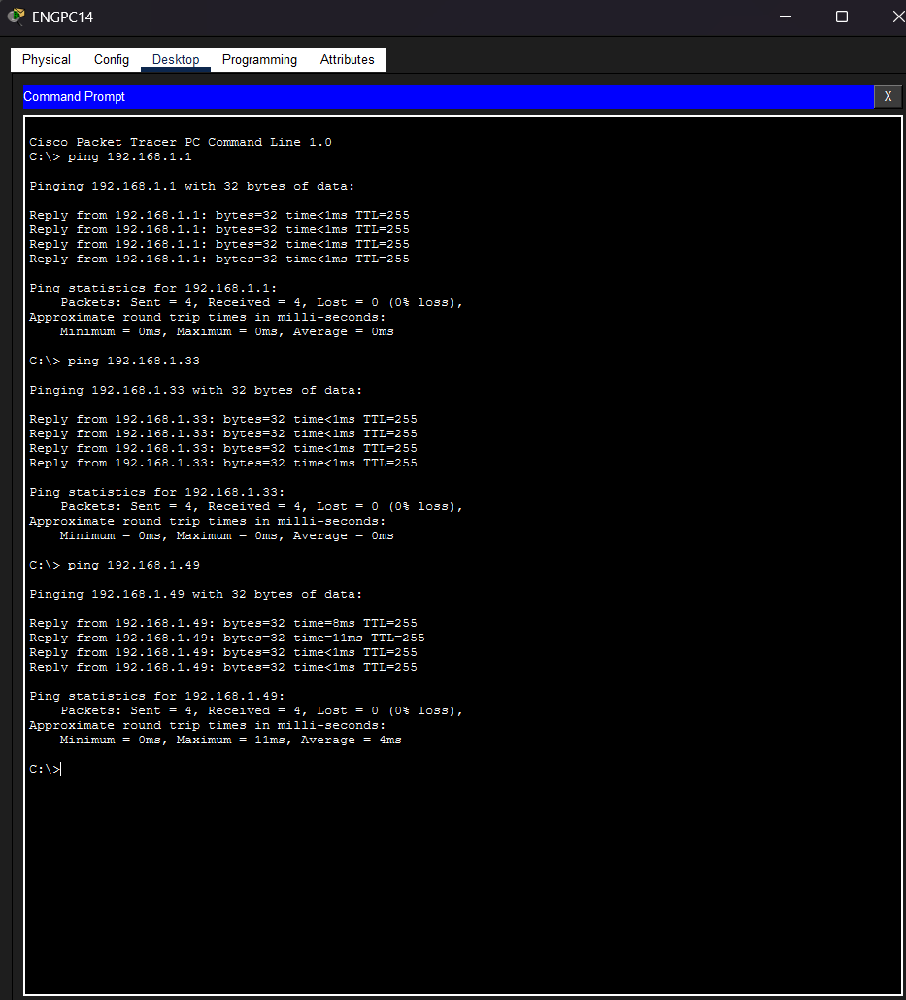 ENGPC14
Physical Config Desktop Programming Attributes
Command Prompt X
Cisco Packet Tracer PC Command Line 1.0
C:\> ping 192.168.1.1
Pinging 192.168.1.1 with 32 bytes of data:
Reply from 192.168.1.1: bytes=32 time<1ms TTL=255
Reply from 192.168.1.1: bytes=32 time<1ms TTL=255
Reply from 192.168.1.1: bytes=32 time<1ms TTL=255
Reply from 192.168.1.1: bytes=32 time<1ms TTL=255
Ping statistics for 192.168.1.1:
Packets: Sent = 4, Received = 4, Lost = 0 (0% loss),
Approximate round trip times in milli-seconds:
Minimum = 0ms, Maximum = 0ms, Average = 0ms
C:\> ping 192.168.1.33
Pinging 192.168.1.33 with 32 bytes of data:
Reply from 192.168.1.33: bytes=32 time<1ms TTL=255
Reply from 192.168.1.33: bytes=32 time<1ms TTL=255
Reply from 192.168.1.33: bytes=32 time<1ms TTL=255
Reply from 192.168.1.33: bytes=32 time<1ms TTL=255
Ping statistics for 192.168.1.33:
Packets: Sent = 4, Received = 4, Lost = 0 (0% loss),
Approximate round trip times in milli-seconds:
Minimum = 0ms, Maximum = 0ms, Average = 0ms
C:\> ping 192.168.1.49
Pinging 192.168.1.49 with 32 bytes of data:
Reply from 192.168.1.49: bytes=32 time=8ms TTL=255
Reply from 192.168.1.49: bytes=32 time=11ms TTL=255
Reply from 192.168.1.49: bytes=32 time<1ms TTL=255
Reply from 192.168.1.49: bytes=32 time<1ms TTL=255
Ping statistics for 192.168.1.49:
Packets: Sent = 4, Received = 4, Lost = 0 (0% loss),
Approximate round trip times in milli-seconds:
Minimum = 0ms, Maximum = 11ms, Average = 4ms
C:\>